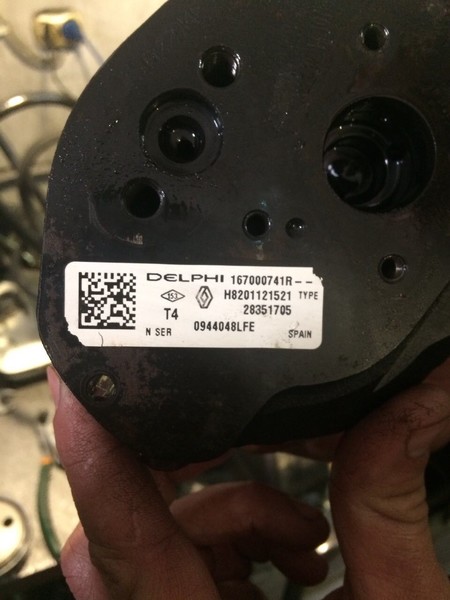 DELPHI 167000741R--
H8201121521 TYPE
T4 28351705
N SER 0944048LFE SPAIN